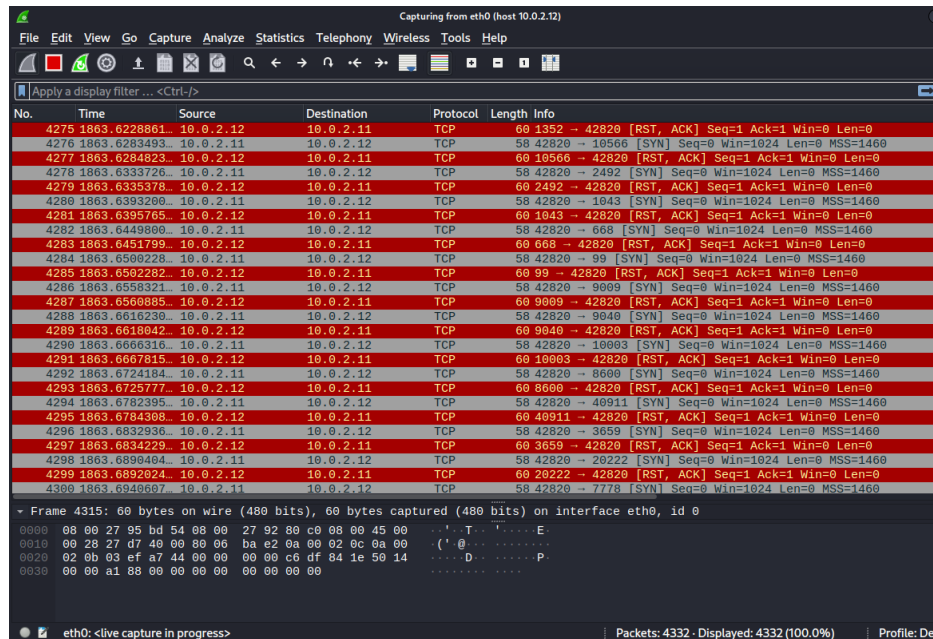 Capturing from eth0 (host 10.0.2.12)
File Edit View Go Capture Analyze Statistics Telephony Wireless Tools Help
Apply a display filter … <Ctrl-/>
No. Time Source Destination Protocol Length Info
4275 1863.6228861… 10.0.2.12 10.0.2.11 TCP 60 1352 → 42820 [RST, ACK] Seq=1 Ack=1 Win=0 Len=0
4276 1863.6283493… 10.0.2.11 10.0.2.12 TCP 58 42820 → 10566 [SYN] Seq=0 Win=1024 Len=0 MSS=1460
4277 1863.6284823… 10.0.2.12 10.0.2.11 TCP 60 10566 → 42820 [RST, ACK] Seq=1 Ack=1 Win=0 Len=0
4278 1863.6333726… 10.0.2.11 10.0.2.12 TCP 58 42820 → 2492 [SYN] Seq=0 Win=1024 Len=0 MSS=1460
4279 1863.6335378… 10.0.2.12 10.0.2.11 TCP 60 2492 → 42820 [RST, ACK] Seq=1 Ack=1 Win=0 Len=0
4280 1863.6393200… 10.0.2.11 10.0.2.12 TCP 58 42820 → 1043 [SYN] Seq=0 Win=1024 Len=0 MSS=1460
4281 1863.6395765… 10.0.2.12 10.0.2.11 TCP 60 1043 → 42820 [RST, ACK] Seq=1 Ack=1 Win=0 Len=0
4282 1863.6449800… 10.0.2.11 10.0.2.12 TCP 58 42820 → 668 [SYN] Seq=0 Win=1024 Len=0 MSS=1460
4283 1863.6451799… 10.0.2.12 10.0.2.11 TCP 60 668 → 42820 [RST, ACK] Seq=1 Ack=1 Win=0 Len=0
4284 1863.6500228… 10.0.2.11 10.0.2.12 TCP 58 42820 → 99 [SYN] Seq=0 Win=1024 Len=0 MSS=1460
4285 1863.6502282… 10.0.2.12 10.0.2.11 TCP 60 99 → 42820 [RST, ACK] Seq=1 Ack=1 Win=0 Len=0
4286 1863.6558321… 10.0.2.11 10.0.2.12 TCP 58 42820 → 9009 [SYN] Seq=0 Win=1024 Len=0 MSS=1460
4287 1863.6560885… 10.0.2.12 10.0.2.11 TCP 60 9009 → 42820 [RST, ACK] Seq=1 Ack=1 Win=0 Len=0
4288 1863.6616230… 10.0.2.11 10.0.2.12 TCP 58 42820 → 9040 [SYN] Seq=0 Win=1024 Len=0 MSS=1460
4289 1863.6618042… 10.0.2.12 10.0.2.11 TCP 60 9040 → 42820 [RST, ACK] Seq=1 Ack=1 Win=0 Len=0
4290 1863.6666316… 10.0.2.11 10.0.2.12 TCP 58 42820 → 10003 [SYN] Seq=0 Win=1024 Len=0 MSS=1460
4291 1863.6667815… 10.0.2.12 10.0.2.11 TCP 60 10003 → 42820 [RST, ACK] Seq=1 Ack=1 Win=0 Len=0
4292 1863.6724184… 10.0.2.11 10.0.2.12 TCP 58 42820 → 8600 [SYN] Seq=0 Win=1024 Len=0 MSS=1460
4293 1863.6725777… 10.0.2.12 10.0.2.11 TCP 60 8600 → 42820 [RST, ACK] Seq=1 Ack=1 Win=0 Len=0
4294 1863.6782395… 10.0.2.11 10.0.2.12 TCP 58 42820 → 40911 [SYN] Seq=0 Win=1024 Len=0 MSS=1460
4295 1863.6784308… 10.0.2.12 10.0.2.11 TCP 60 40911 → 42820 [RST, ACK] Seq=1 Ack=1 Win=0 Len=0
4296 1863.6832936… 10.0.2.11 10.0.2.12 TCP 58 42820 → 3659 [SYN] Seq=0 Win=1024 Len=0 MSS=1460
4297 1863.6834229… 10.0.2.12 10.0.2.11 TCP 60 3659 → 42820 [RST, ACK] Seq=1 Ack=1 Win=0 Len=0
4298 1863.6890404… 10.0.2.11 10.0.2.12 TCP 58 42820 → 20222 [SYN] Seq=0 Win=1024 Len=0 MSS=1460
4299 1863.6892024… 10.0.2.12 10.0.2.11 TCP 60 20222 → 42820 [RST, ACK] Seq=1 Ack=1 Win=0 Len=0
4300 1863.6940607… 10.0.2.11 10.0.2.12 TCP 58 42820 → 7778 [SYN] Seq=0 Win=1024 Len=0 MSS=1460
Frame 4315: 60 bytes on wire (480 bits), 60 bytes captured (480 bits) on interface eth0, id 0
0000 08 00 27 95 bd 54 08 00 27 92 80 c0 08 00 45 00 ··'··T·· '·····E·
0010 00 28 27 d7 40 00 80 06 ba e2 0a 00 02 0c 0a 00 ·('·@··· ········
0020 02 0b 03 ef a7 44 00 00 00 00 c6 df 84 1e 50 14 ·····D·· ······P·
0030 00 00 a1 88 00 00 00 00 00 00 00 00 ········ ····
eth0: <live capture in progress> Packets: 4332 · Displayed: 4332 (100.0%) Profile: De